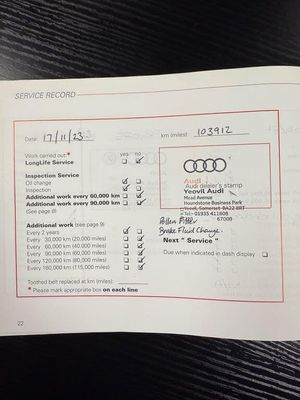 SERVICE RECORD
Date: 17/11/23 km (miles): 103912
Work carried out:* yes no
LongLife Service
Inspection Service
Oil change
Inspection
Additional work every 60,000 km
Additional work every 90,000 km
(See page 8)
Additional work (see page 9)
Every 2 years
Every 30,000 km (20,000 miles)
Every 60,000 km (40,000 miles)
Every 90,000 km (60,000 miles)
Every 120,000 km (80,000 miles)
Every 180,000 km (115,000 miles)
Toothbed belt replaced at (see page 9):
* Please mark appropriate box on each line
Audi
Audi dealer's stamp
Yeovil Audi
Mead Avenue
Houndstone Business Park
Yeovil, Somerset BA22 8RT
Tel:- 01935 411808
67000
Pollen Filter
Brake Fluid Change.
Next " Service "
Due when indicated in dash display
22